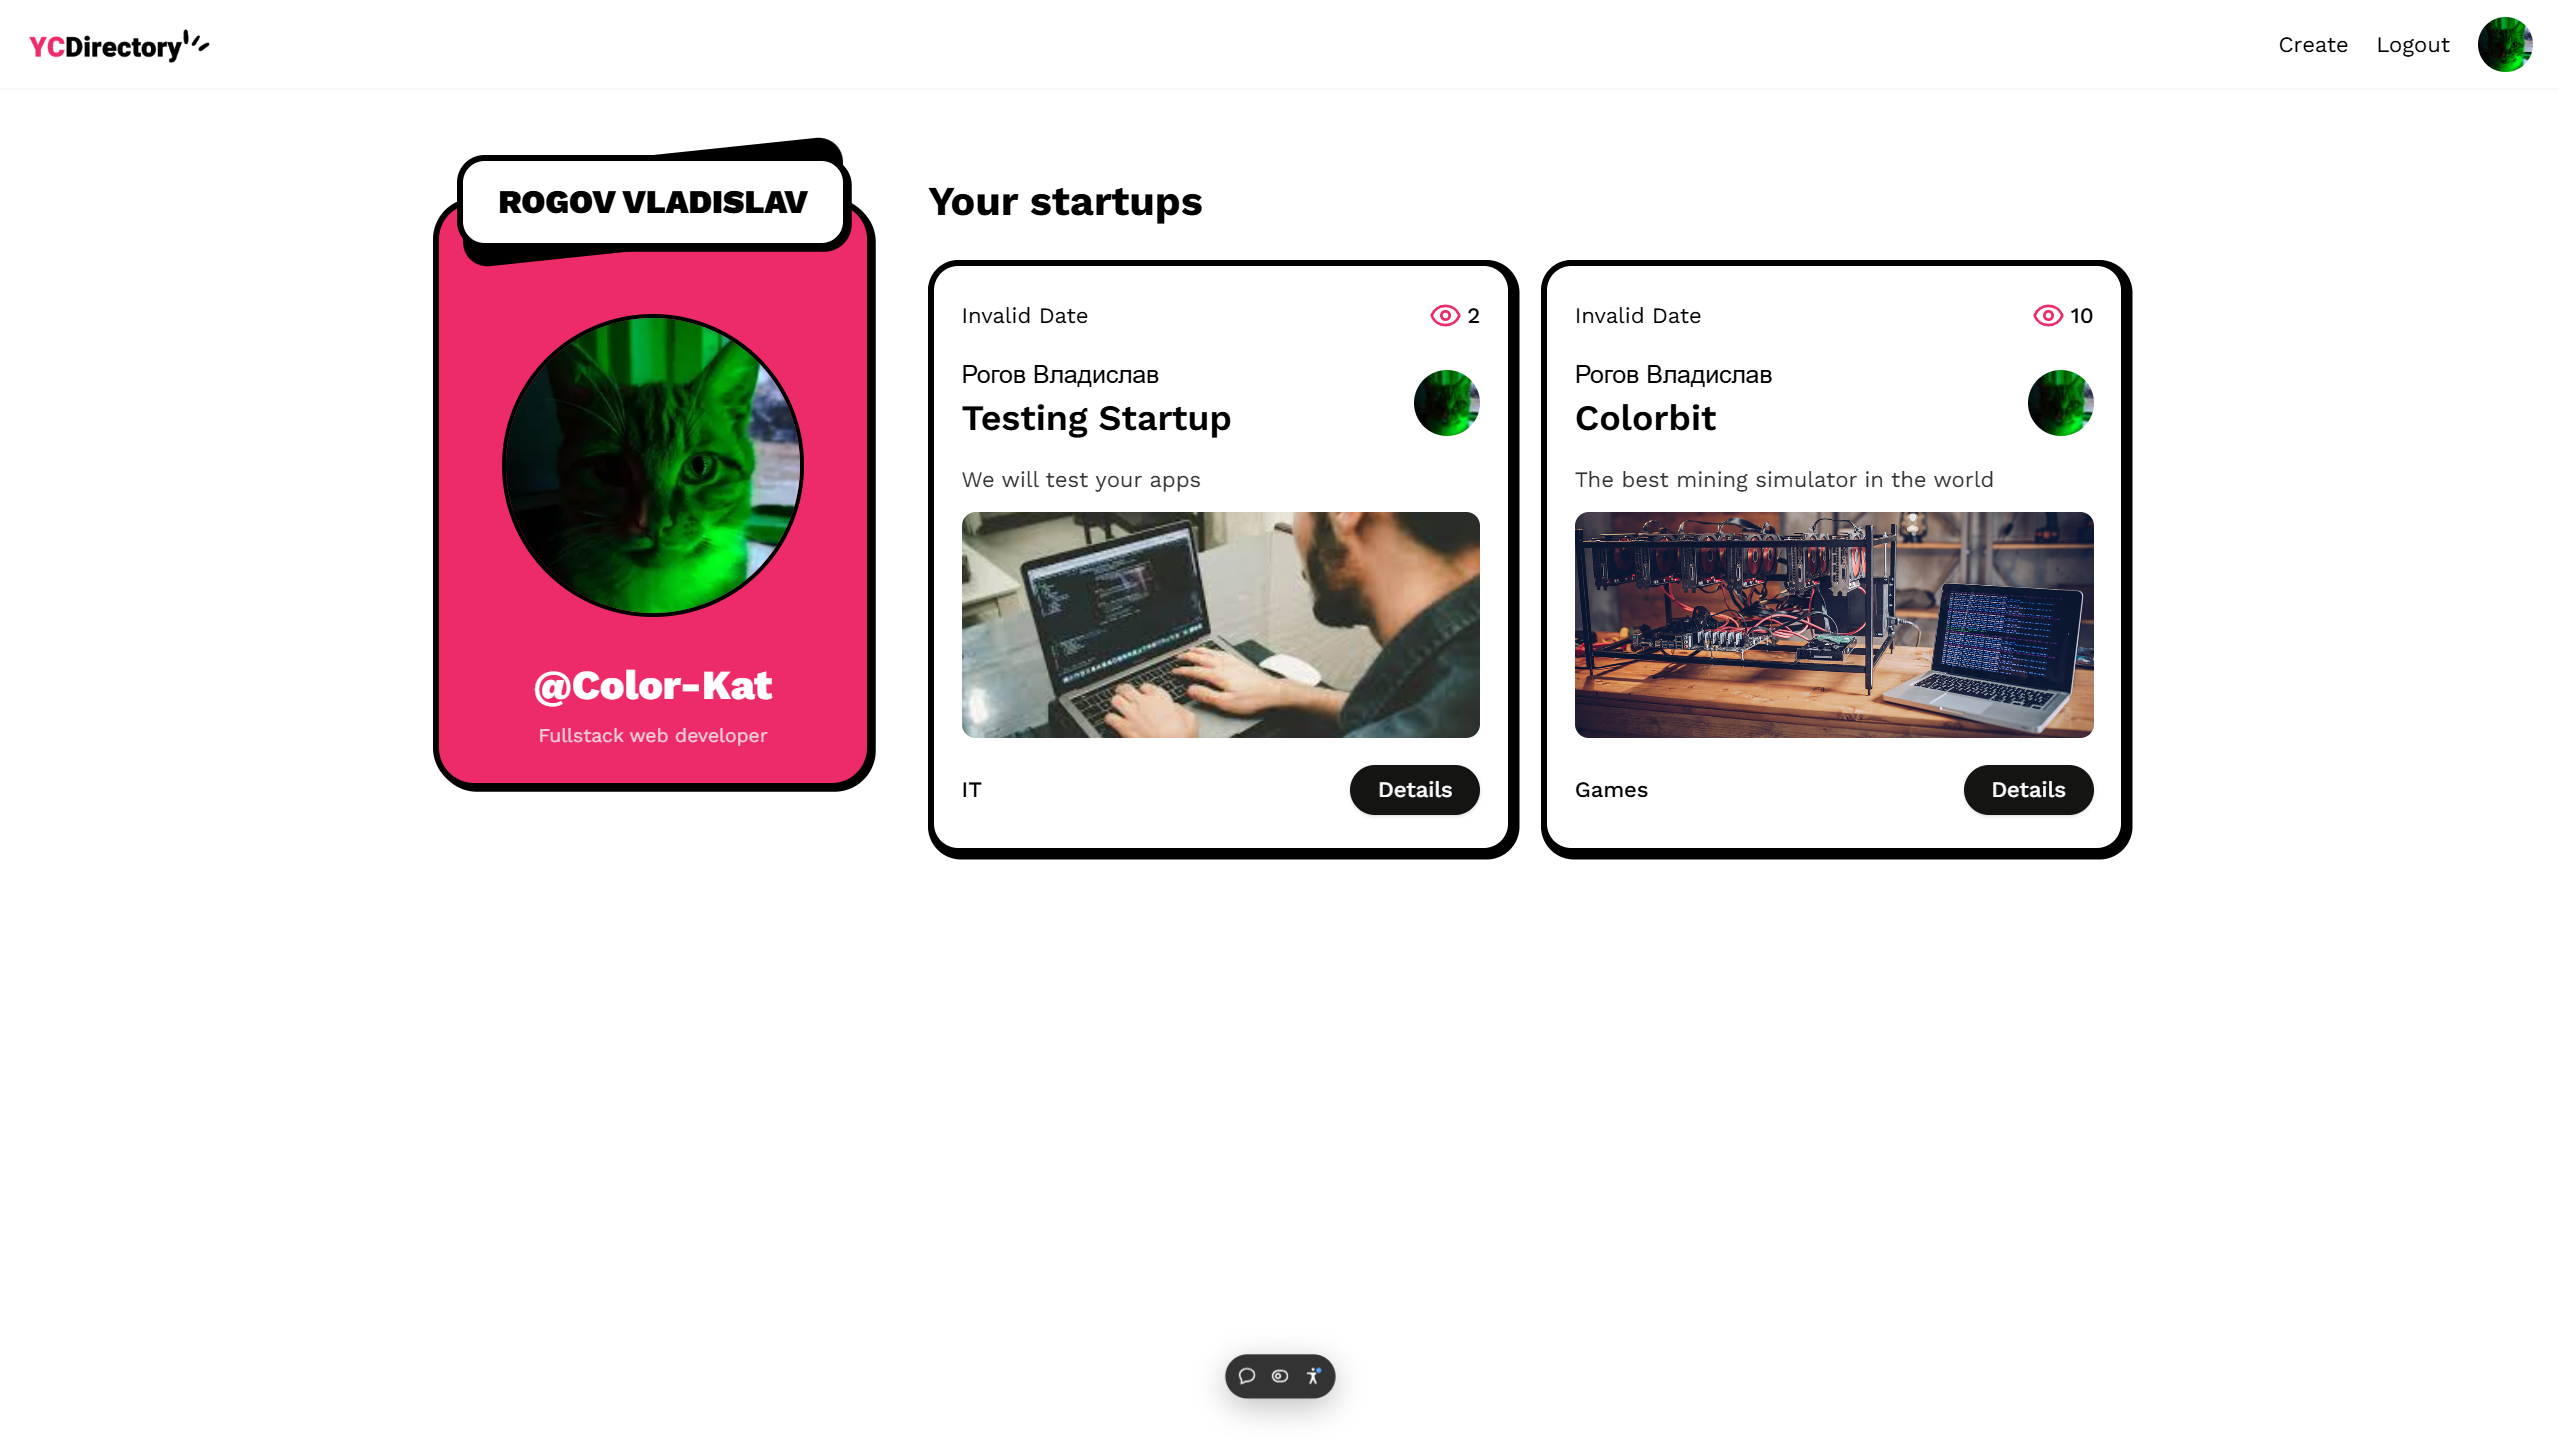 YCDirectory
Create
Logout
ROGOV VLADISLAV
@Color-Kat
Fullstack web developer
Your startups
Invalid Date
2
Рогов Владислав
Testing Startup
We will test your apps
IT
Details
Invalid Date
10
Рогов Владислав
Colorbit
The best mining simulator in the world
Games
Details